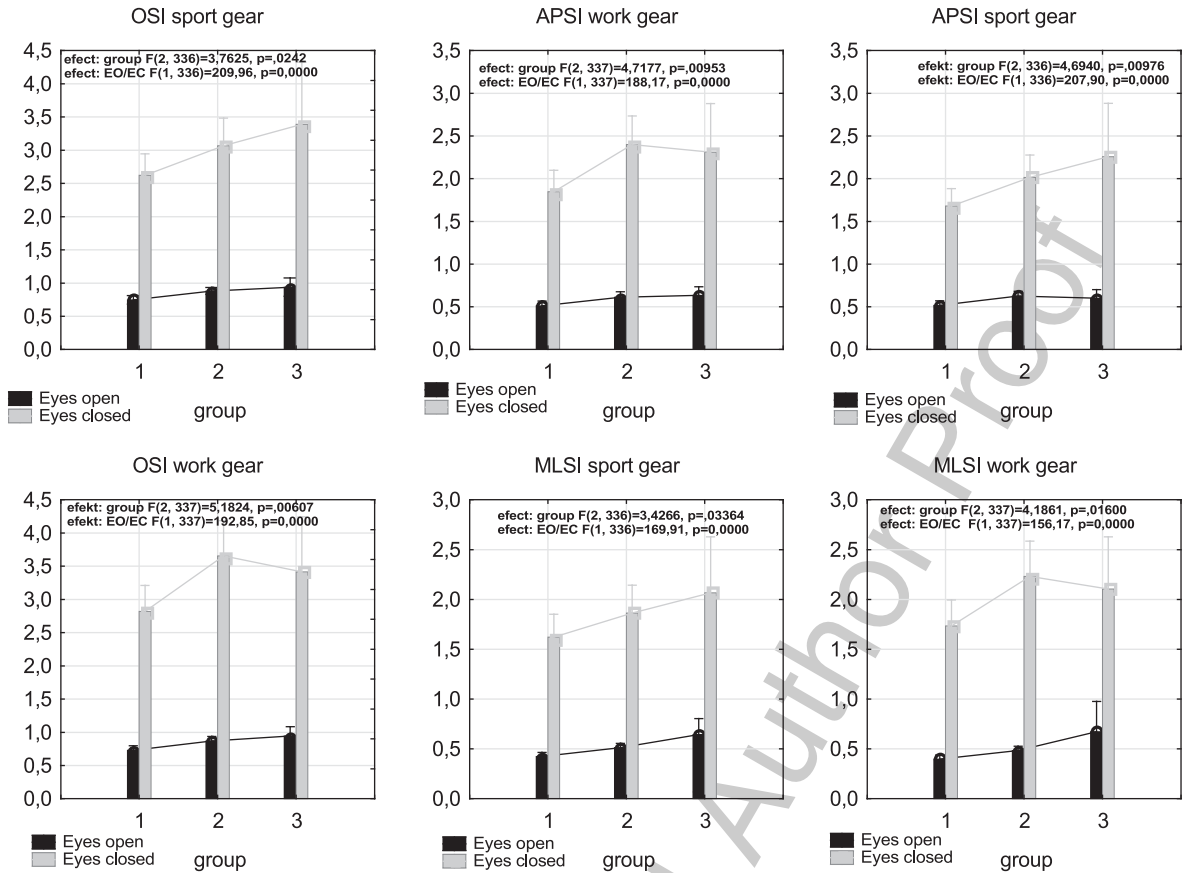 OSI sport gear
efect: group F(2, 336)=3,7625, p=,0242
efect: EO/EC F(1, 336)=209,96, p=0,0000
4,5
4,0
3,5
3,0
2,5
2,0
1,5
1,0
0,5
0,0
1 2 3
Eyes open
Eyes closed
group
APSI work gear
efect: group F(2, 337)=4,7177, p=,00953
efect: EO/EC F(1, 337)=188,17, p=0,0000
3,5
3,0
2,5
2,0
1,5
1,0
0,5
0,0
1 2 3
Eyes open
Eyes closed
group
APSI sport gear
efekt: group F(2, 336)=4,6940, p=,00976
efekt: EO/EC F(1, 336)=207,90, p=0,0000
3,5
3,0
2,5
2,0
1,5
1,0
0,5
0,0
1 2 3
Eyes open
Eyes closed
group
OSI work gear
efekt: group F(2, 337)=5,1824, p=,00607
efekt: EO/EC F(1, 337)=192,85, p=0,0000
4,5
4,0
3,5
3,0
2,5
2,0
1,5
1,0
0,5
0,0
1 2 3
Eyes open
Eyes closed
group
MLSI sport gear
efect: group F(2, 336)=3,4266, p=,03364
efect: EO/EC F(1, 336)=169,91, p=0,0000
3,0
2,5
2,0
1,5
1,0
0,5
0,0
1 2 3
Eyes open
Eyes closed
group
MLSI work gear
efect: group F(2, 337)=4,1861, p=,01600
efect: EO/EC F(1, 337)=156,17, p=0,0000
3,0
2,5
2,0
1,5
1,0
0,5
0,0
1 2 3
Eyes open
Eyes closed
group
Author Proof